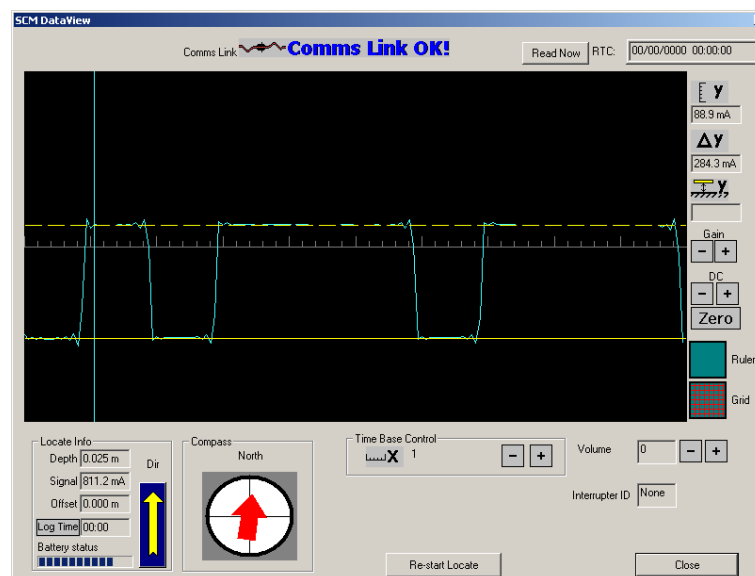 SCM DataView
Comms Link Comms Link OK! Read Now RTC: 00/00/0000 00:00:00
y
88.9 mA
Δy
284.3 mA
y
Gain
- +
DC
- +
Zero
Ruler
Grid
Locate Info
Depth 0.025 m
Dir
Signal 811.2 mA
Offset 0.000 m
Log Time 00:00
Battery status
Compass
North
Time Base Control
X 1 - +
Volume 0 - +
Interrupter ID None
Re-start Locate
Close